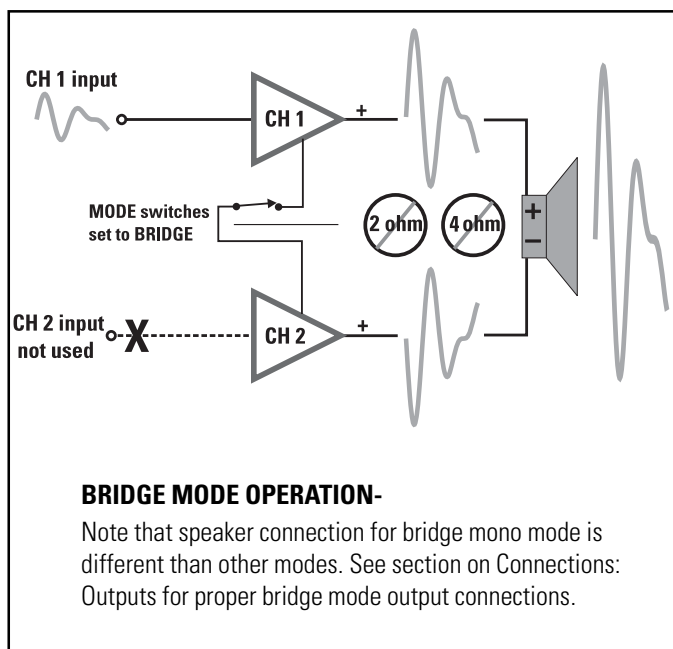 CH 1 input
CH 1
+
MODE switches
set to BRIDGE
2 ohm
4 ohm
+
–
CH 2 input
not used
X
CH 2
+
BRIDGE MODE OPERATION-
Note that speaker connection for bridge mono mode is
different than other modes. See section on Connections:
Outputs for proper bridge mode output connections.